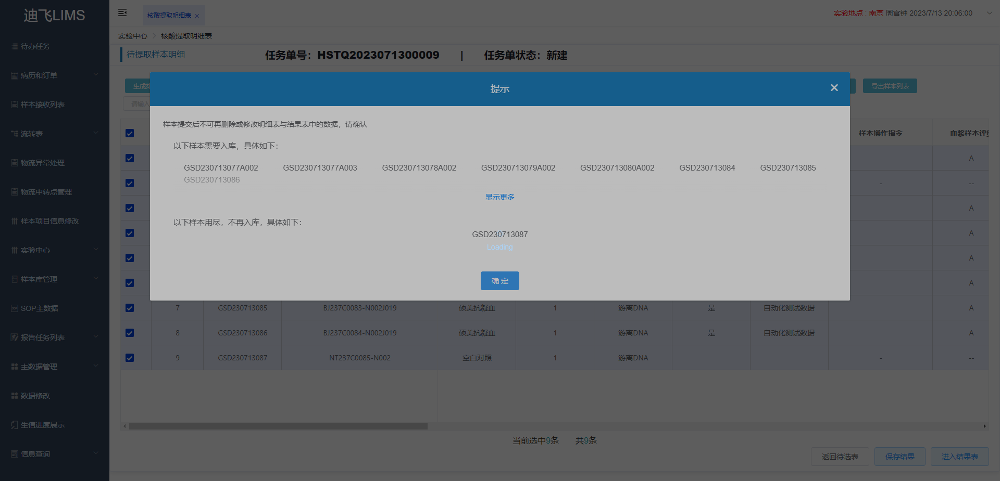 迪飞LIMS
核酸提取明细表
实验地点 : 南京 周官钟 2023/7/13 20:06:00
待办任务
病历和订单
样本接收列表
流转表
物流异常处理
物流中转点管理
样本项目信息修改
实验中心
样本库管理
SOP主数据
报告任务列表
主数据管理
数据修改
生信进度展示
信息查询
实验中心 > 核酸提取明细表
待提取样本明细 任务单号：HSTQ2023071300009 | 任务单状态：新建
生成 导出样本列表
请输入
样本操作指令 血浆样本评
A
- --
A
A
A
A
提示
样本提交后不可再删除或修改明细表与结果表中的数据，请确认
以下样本需要入库，具体如下：
GSD230713077A002 GSD230713077A003 GSD230713078A002 GSD230713079A002 GSD230713080A002 GSD230713084 GSD230713085
GSD230713086
显示更多
以下样本用尽，不再入库，具体如下：
GSD230713087
Loading
确 定
7 GSD230713085 BJ237C0083-N002J019 硕美抗凝血 1 游离DNA 是 自动化测试数据 A
8 GSD230713086 BJ237C0084-N002J019 硕美抗凝血 1 游离DNA 是 自动化测试数据 A
9 GSD230713087 NT237C0085-N002 空白对照 1 游离DNA - --
当前选中9条 共9条
返回待选表 保存结果 进入结果表